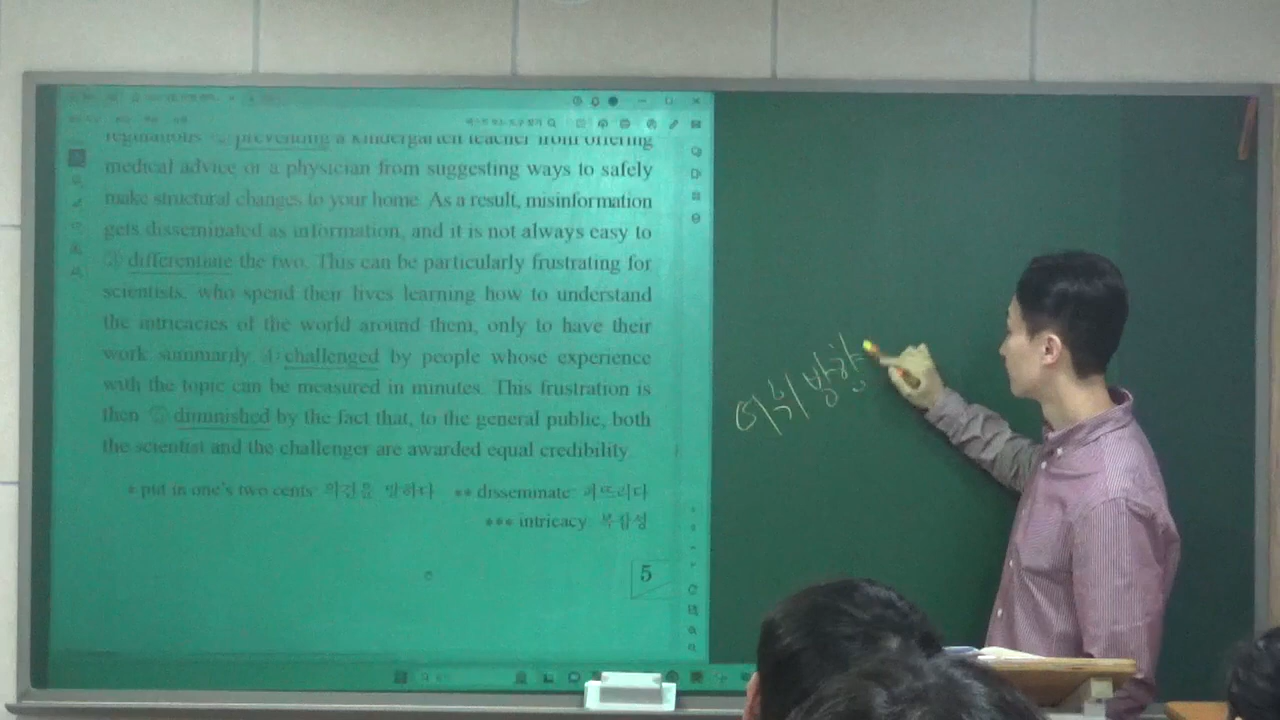 regulations ② preventing a kindergarten teacher from offering
medical advice or a physician from suggesting ways to safely
make structural changes to your home. As a result, misinformation
gets disseminated as information, and it is not always easy to
③ differentiate the two. This can be particularly frustrating for
scientists, who spend their lives learning how to understand
the intricacies of the world around them, only to have their
work summarily ④ challenged by people whose experience
with the topic can be measured in minutes. This frustration is
then ⑤ diminished by the fact that, to the general public, both
the scientist and the challenger are awarded equal credibility.
* put in one's two cents: 의견을 말하다 ** disseminate: 퍼뜨리다
*** intricacy: 복잡성
5
어휘 방향